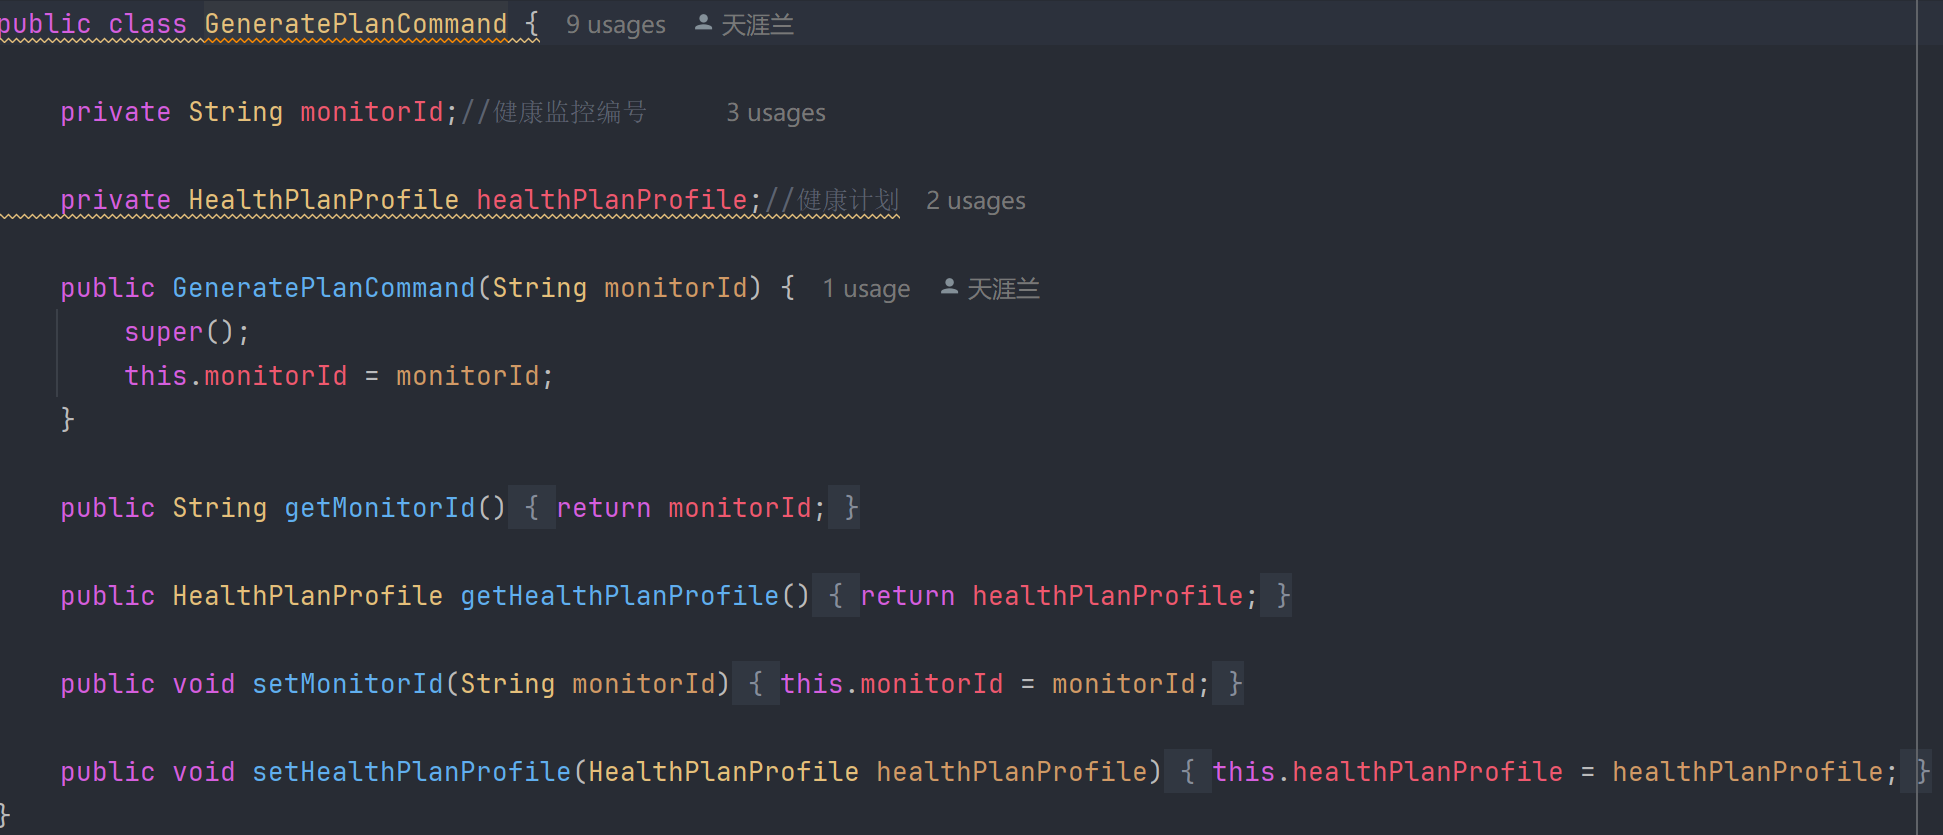 public class GeneratePlanCommand { 9 usages 天涯兰
private String monitorId;//健康监控编号 3 usages
private HealthPlanProfile healthPlanProfile;//健康计划 2 usages
public GeneratePlanCommand(String monitorId) { 1 usage 天涯兰
super();
this.monitorId = monitorId;
}
public String getMonitorId() { return monitorId; }
public HealthPlanProfile getHealthPlanProfile() { return healthPlanProfile; }
public void setMonitorId(String monitorId) { this.monitorId = monitorId; }
public void setHealthPlanProfile(HealthPlanProfile healthPlanProfile) { this.healthPlanProfile = healthPlanProfile; }
}